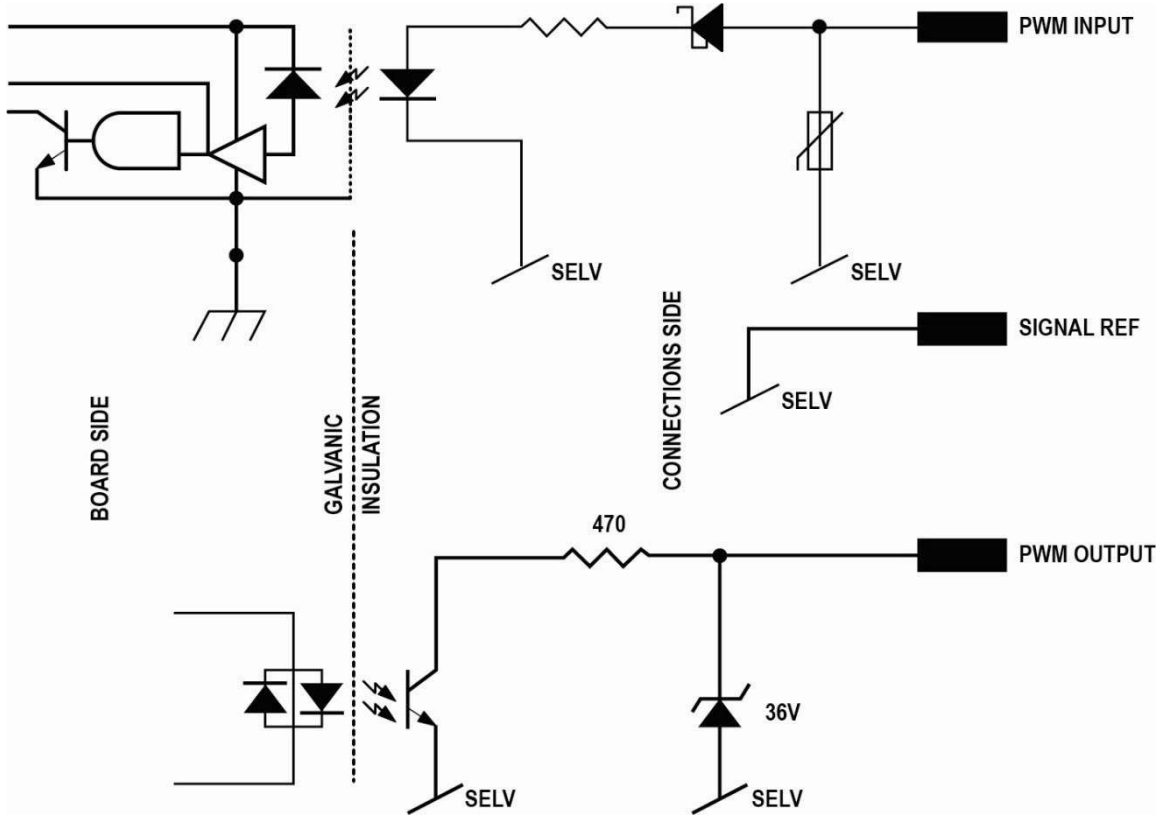 PWM INPUT
SELV
SELV
SIGNAL REF
SELV
BOARD SIDE
GALVANIC
INSULATION
CONNECTIONS SIDE
470
PWM OUTPUT
36V
SELV
SELV